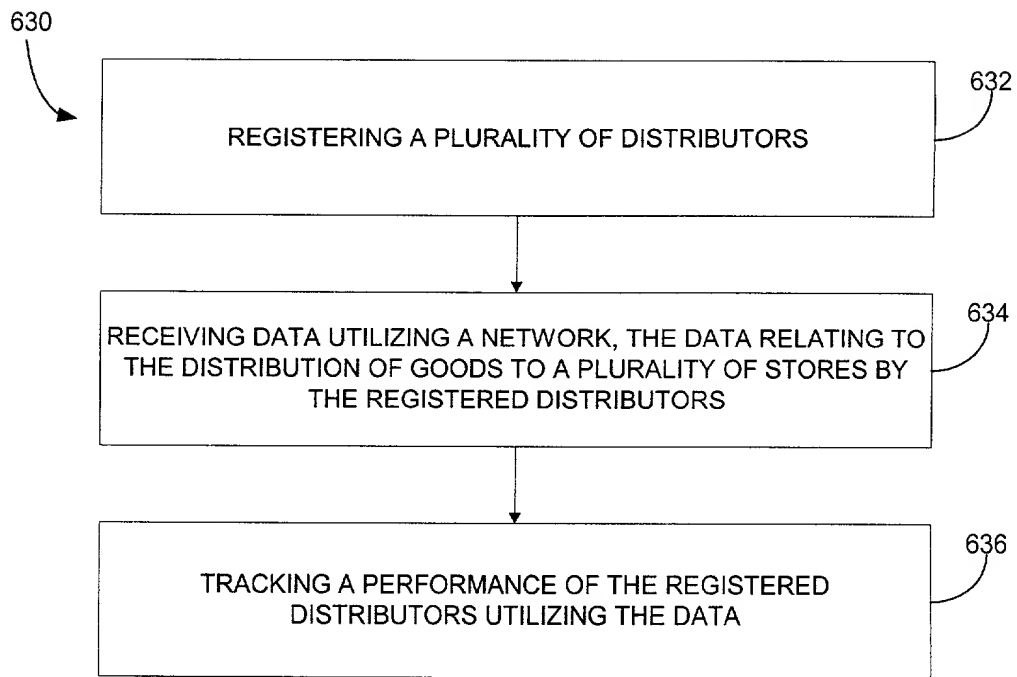 630
632
REGISTERING A PLURALITY OF DISTRIBUTORS
634
RECEIVING DATA UTILIZING A NETWORK, THE DATA RELATING TO
THE DISTRIBUTION OF GOODS TO A PLURALITY OF STORES BY
THE REGISTERED DISTRIBUTORS
636
TRACKING A PERFORMANCE OF THE REGISTERED
DISTRIBUTORS UTILIZING THE DATA